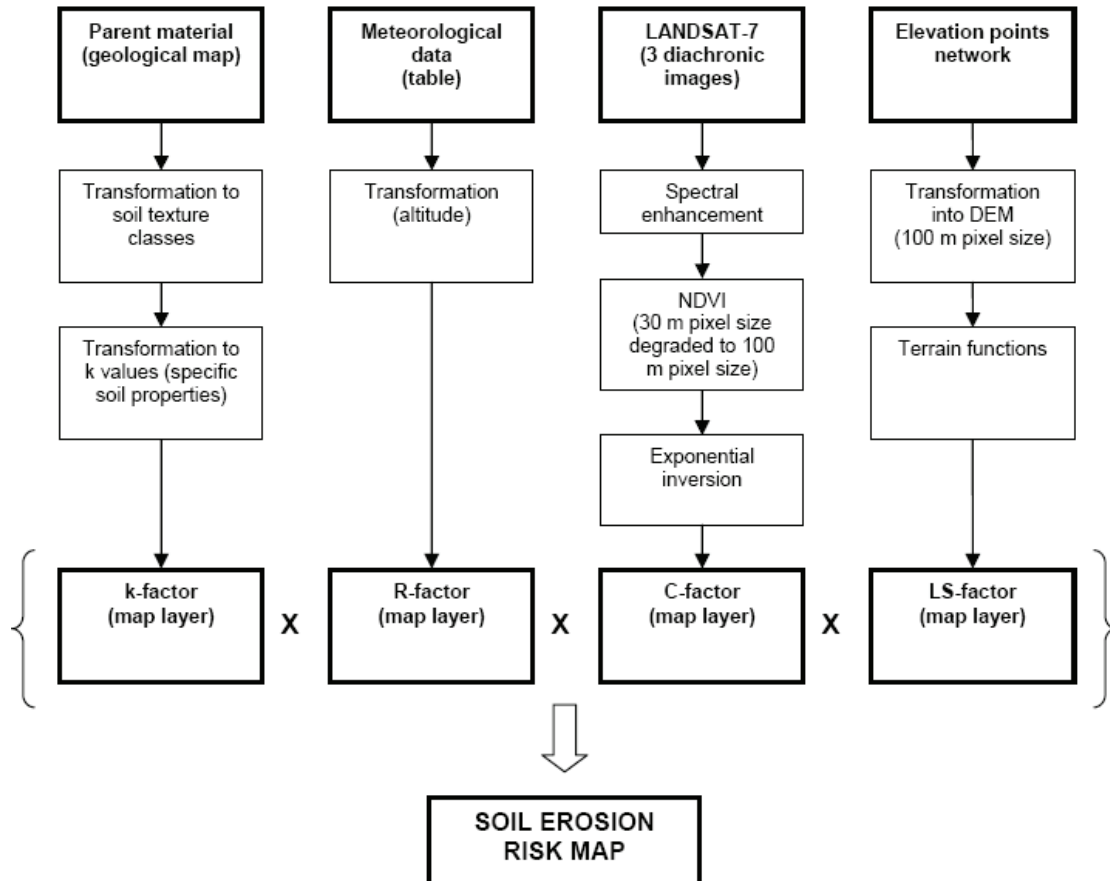 Parent material
(geological map)
Meteorological
data
(table)
LANDSAT-7
(3 diachronic
images)
Elevation points
network
Transformation to
soil texture
classes
Transformation
(altitude)
Spectral
enhancement
Transformation
into DEM
(100 m pixel size)
Transformation to
k values (specific
soil properties)
NDVI
(30 m pixel size
degraded to 100
m pixel size)
Terrain functions
Exponential
inversion
k-factor
(map layer)
X
R-factor
(map layer)
X
C-factor
(map layer)
X
LS-factor
(map layer)
SOIL EROSION
RISK MAP